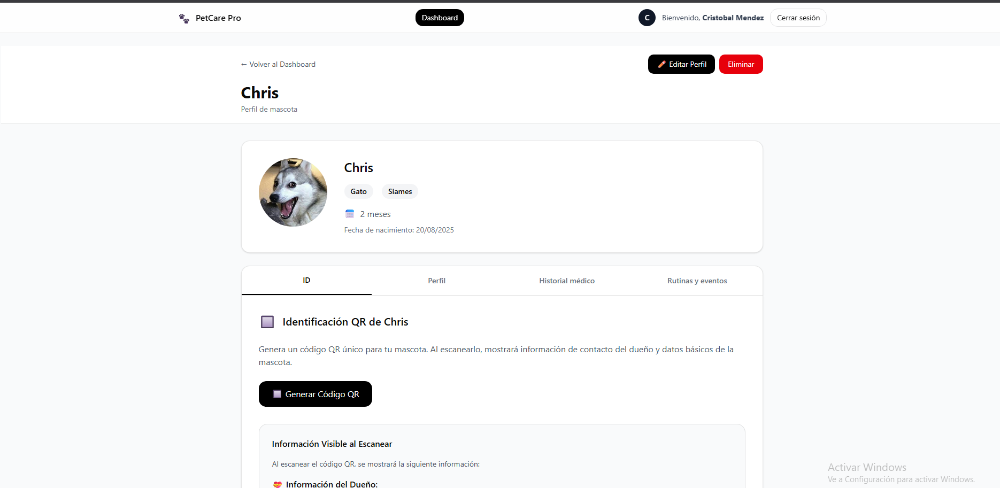 PetCare Pro
Dashboard
C
Bienvenido, Cristobal Mendez
Cerrar sesión
← Volver al Dashboard
Editar Perfil
Eliminar
Chris
Perfil de mascota
Chris
Gato
Siames
2 meses
Fecha de nacimiento: 20/08/2025
ID
Perfil
Historial médico
Rutinas y eventos
Identificación QR de Chris
Genera un código QR único para tu mascota. Al escanearlo, mostrará información de contacto del dueño y datos básicos de la
mascota.
Generar Código QR
Información Visible al Escanear
Al escanear el código QR, se mostrará la siguiente información:
Información del Dueño:
Activar Windows
Ve a Configuración para activar Windows.